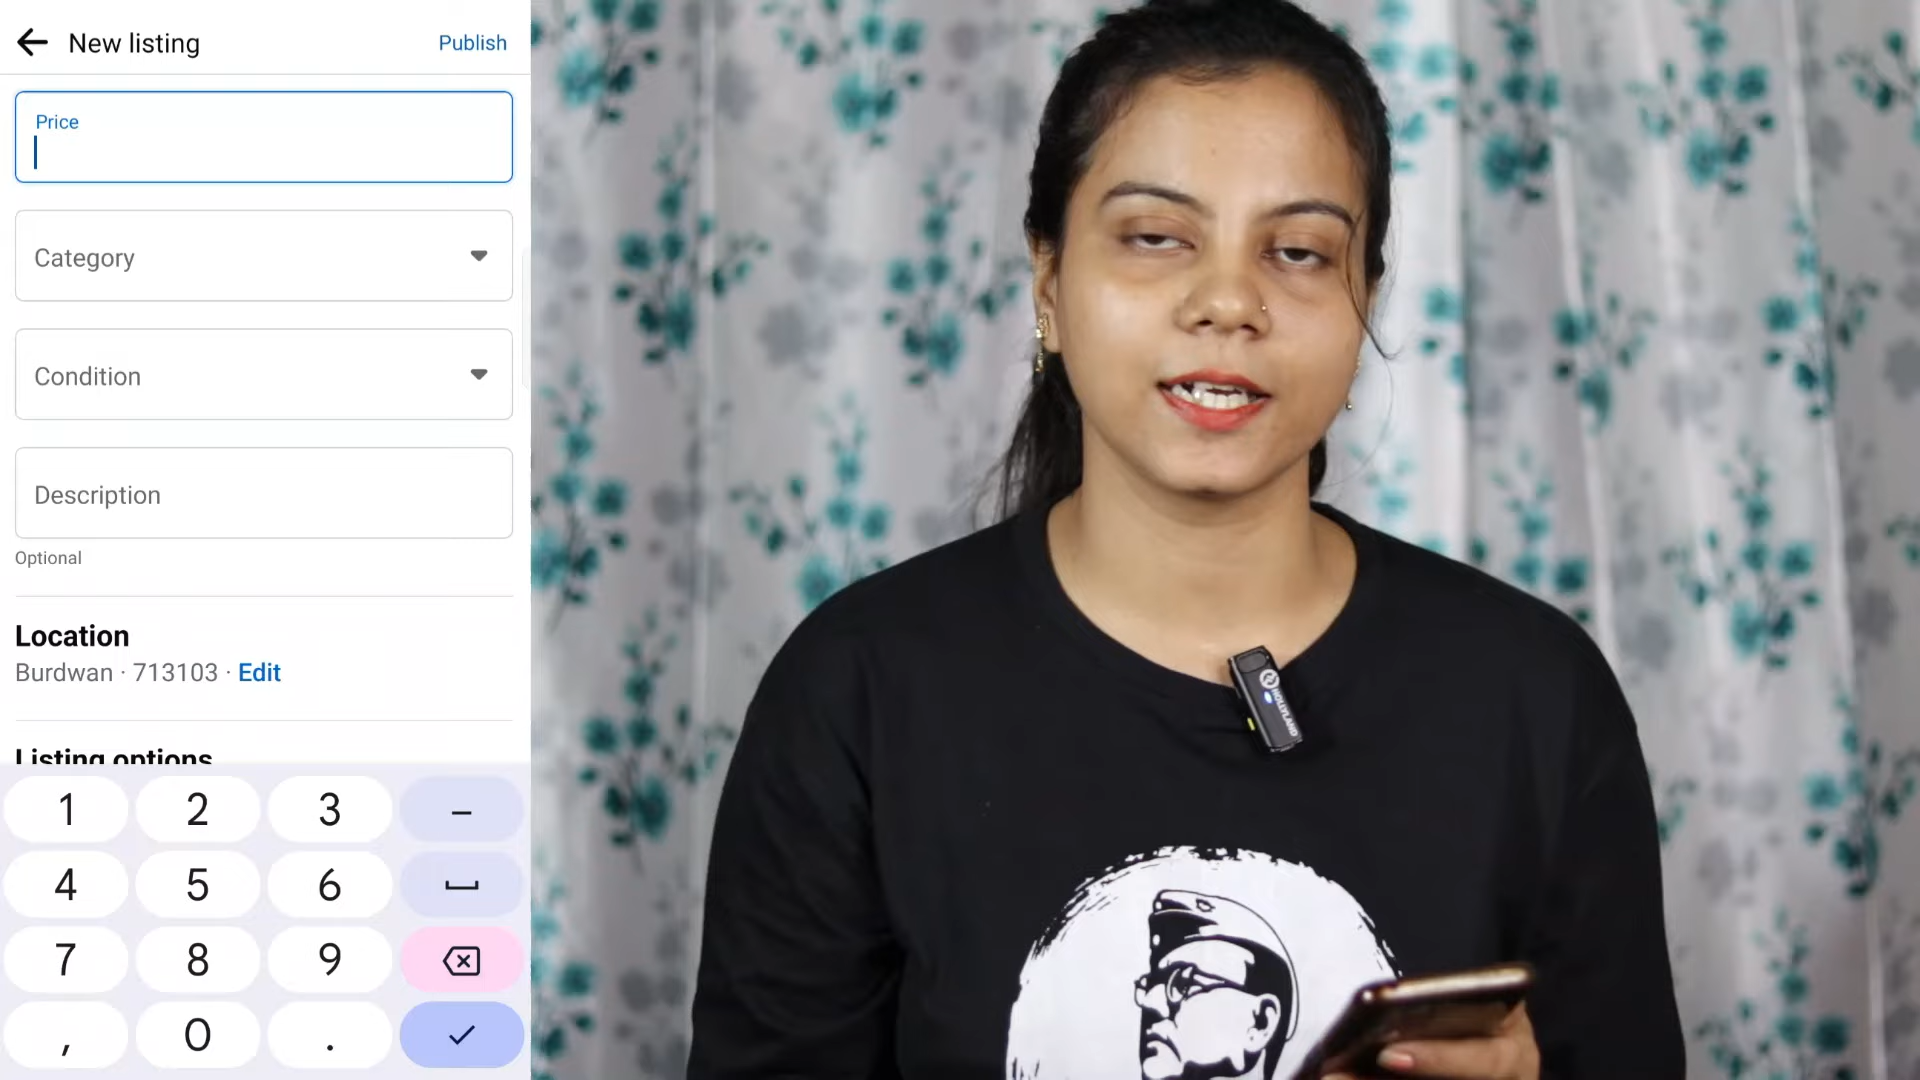 New listing
Publish
Price
Category
Condition
Description
Optional
Location
Burdwan · 713103 · Edit
Listing options
1 2 3 –
4 5 6
7 8 9
, 0 .
HOLLYLAND